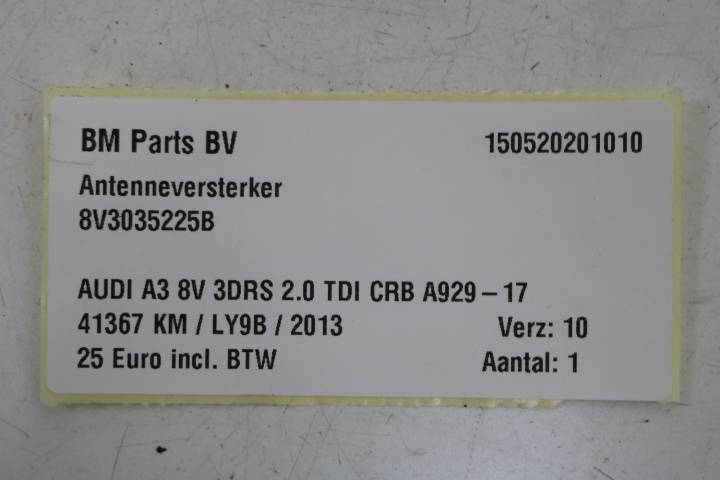 BM Parts BV 150520201010
Antenneversterker
8V3035225B
AUDI A3 8V 3DRS 2.0 TDI CRB A929-17
41367 KM / LY9B / 2013 Verz: 10
25 Euro incl. BTW Aantal: 1